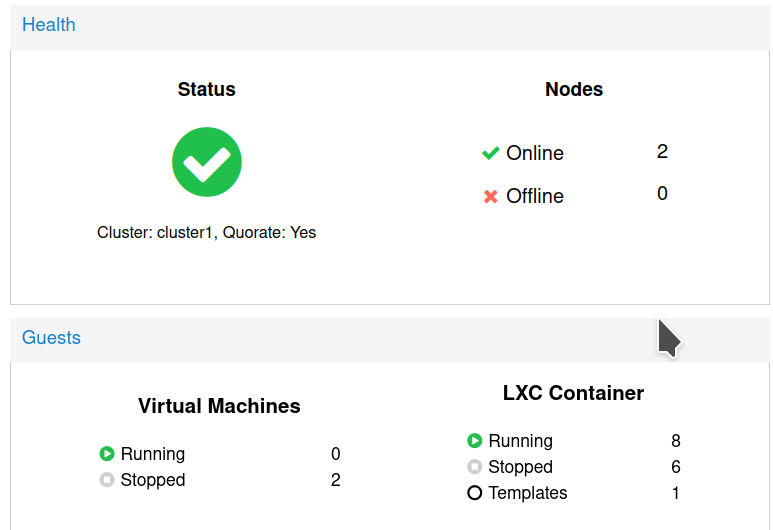 Health
Status
Nodes
Online 2
Offline 0
Cluster: cluster1, Quorate: Yes
Guests
Virtual Machines
Running 0
Stopped 2
LXC Container
Running 8
Stopped 6
Templates 1